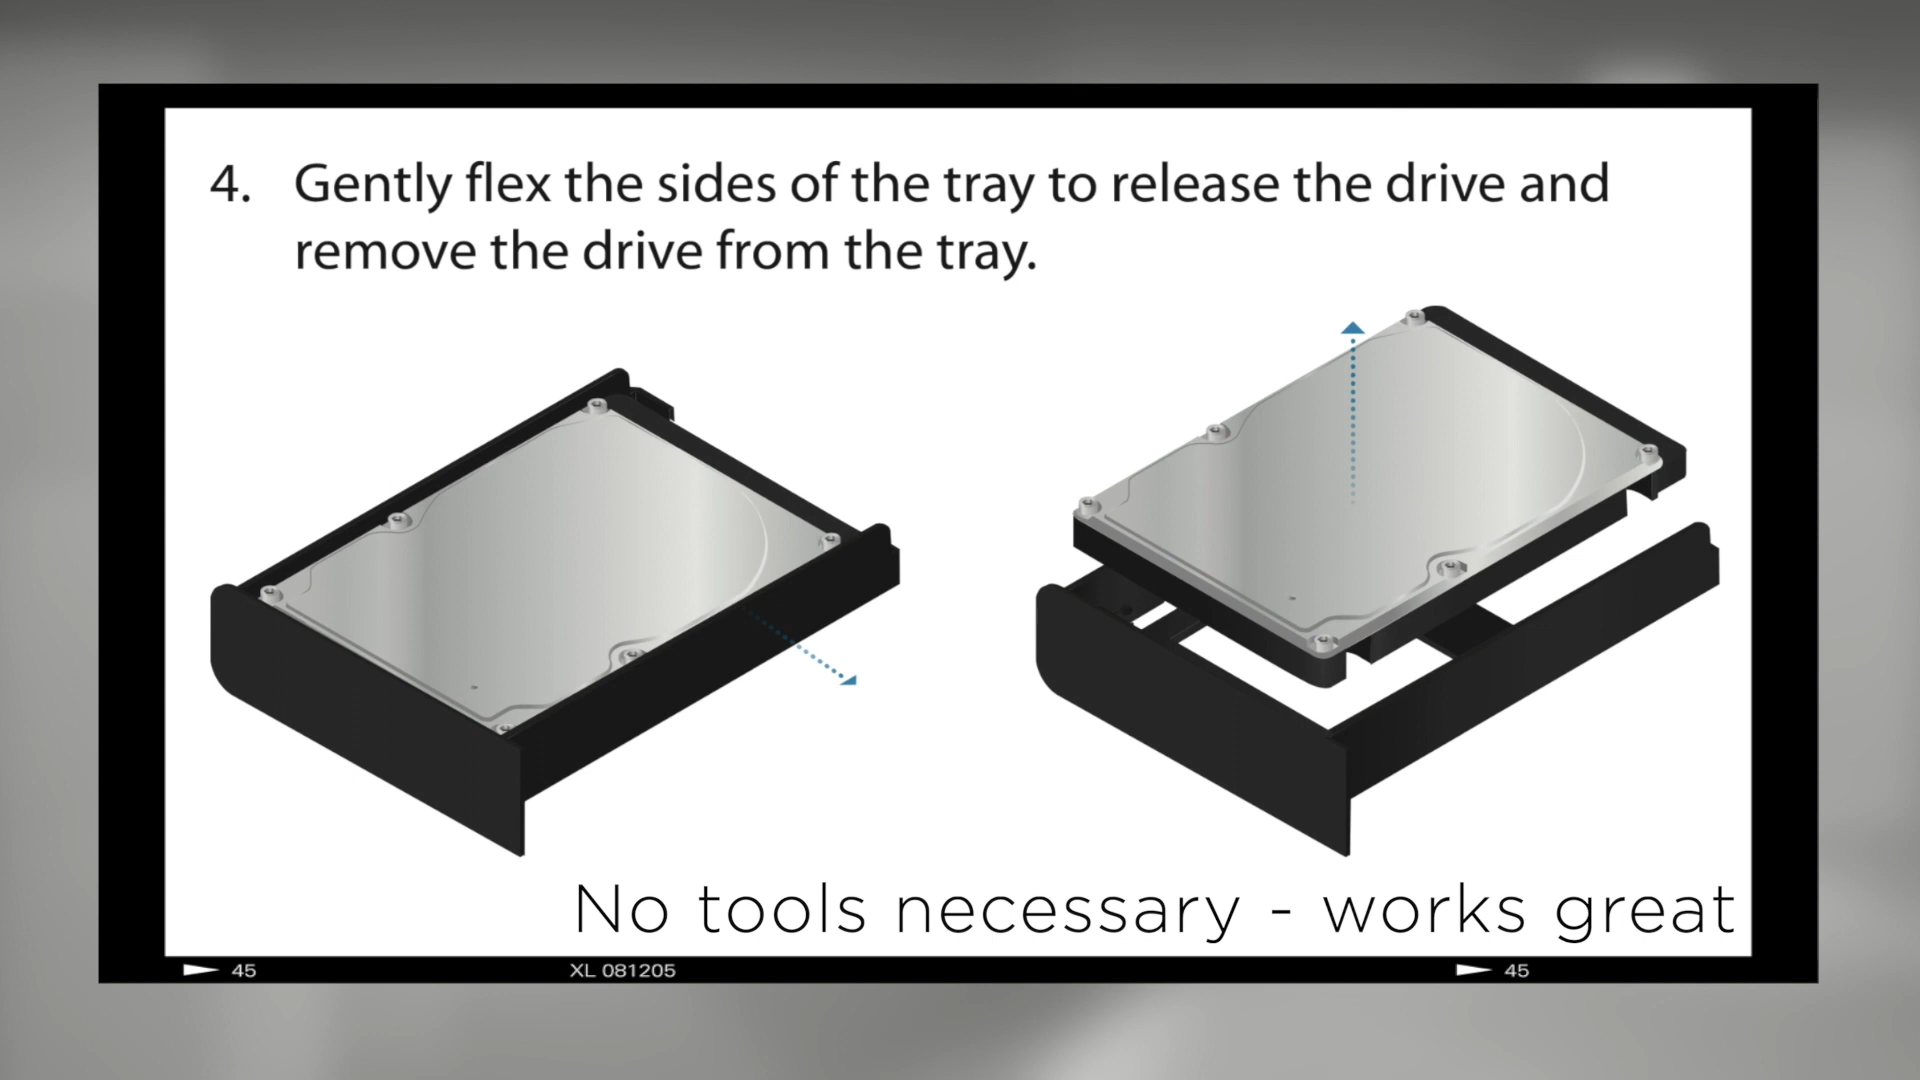 4. Gently flex the sides of the tray to release the drive and
remove the drive from the tray.
No tools necessary - works great
45 XL 081205 45